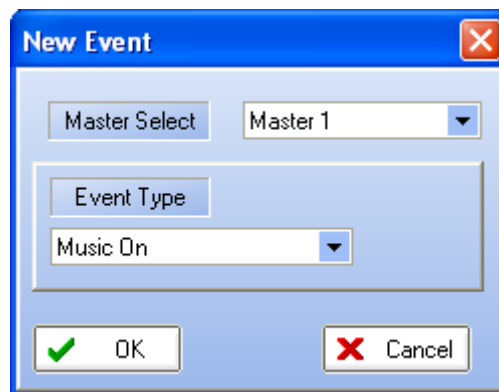 New Event
Master Select Master 1
Event Type
Music On
OK Cancel